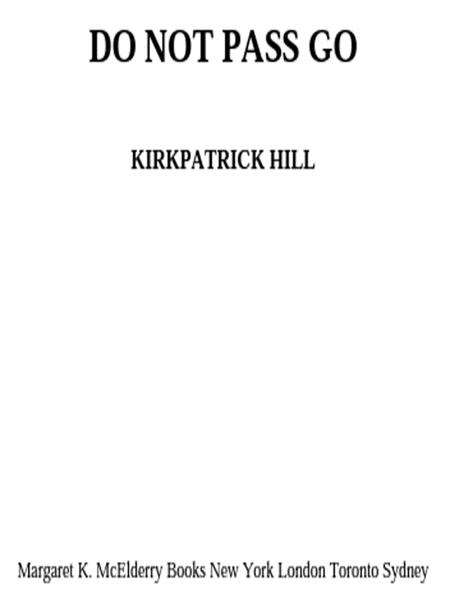 DO NOT PASS GO
KIRKPATRICK HILL
Margaret K. McElderry Books New York London Toronto Sydney